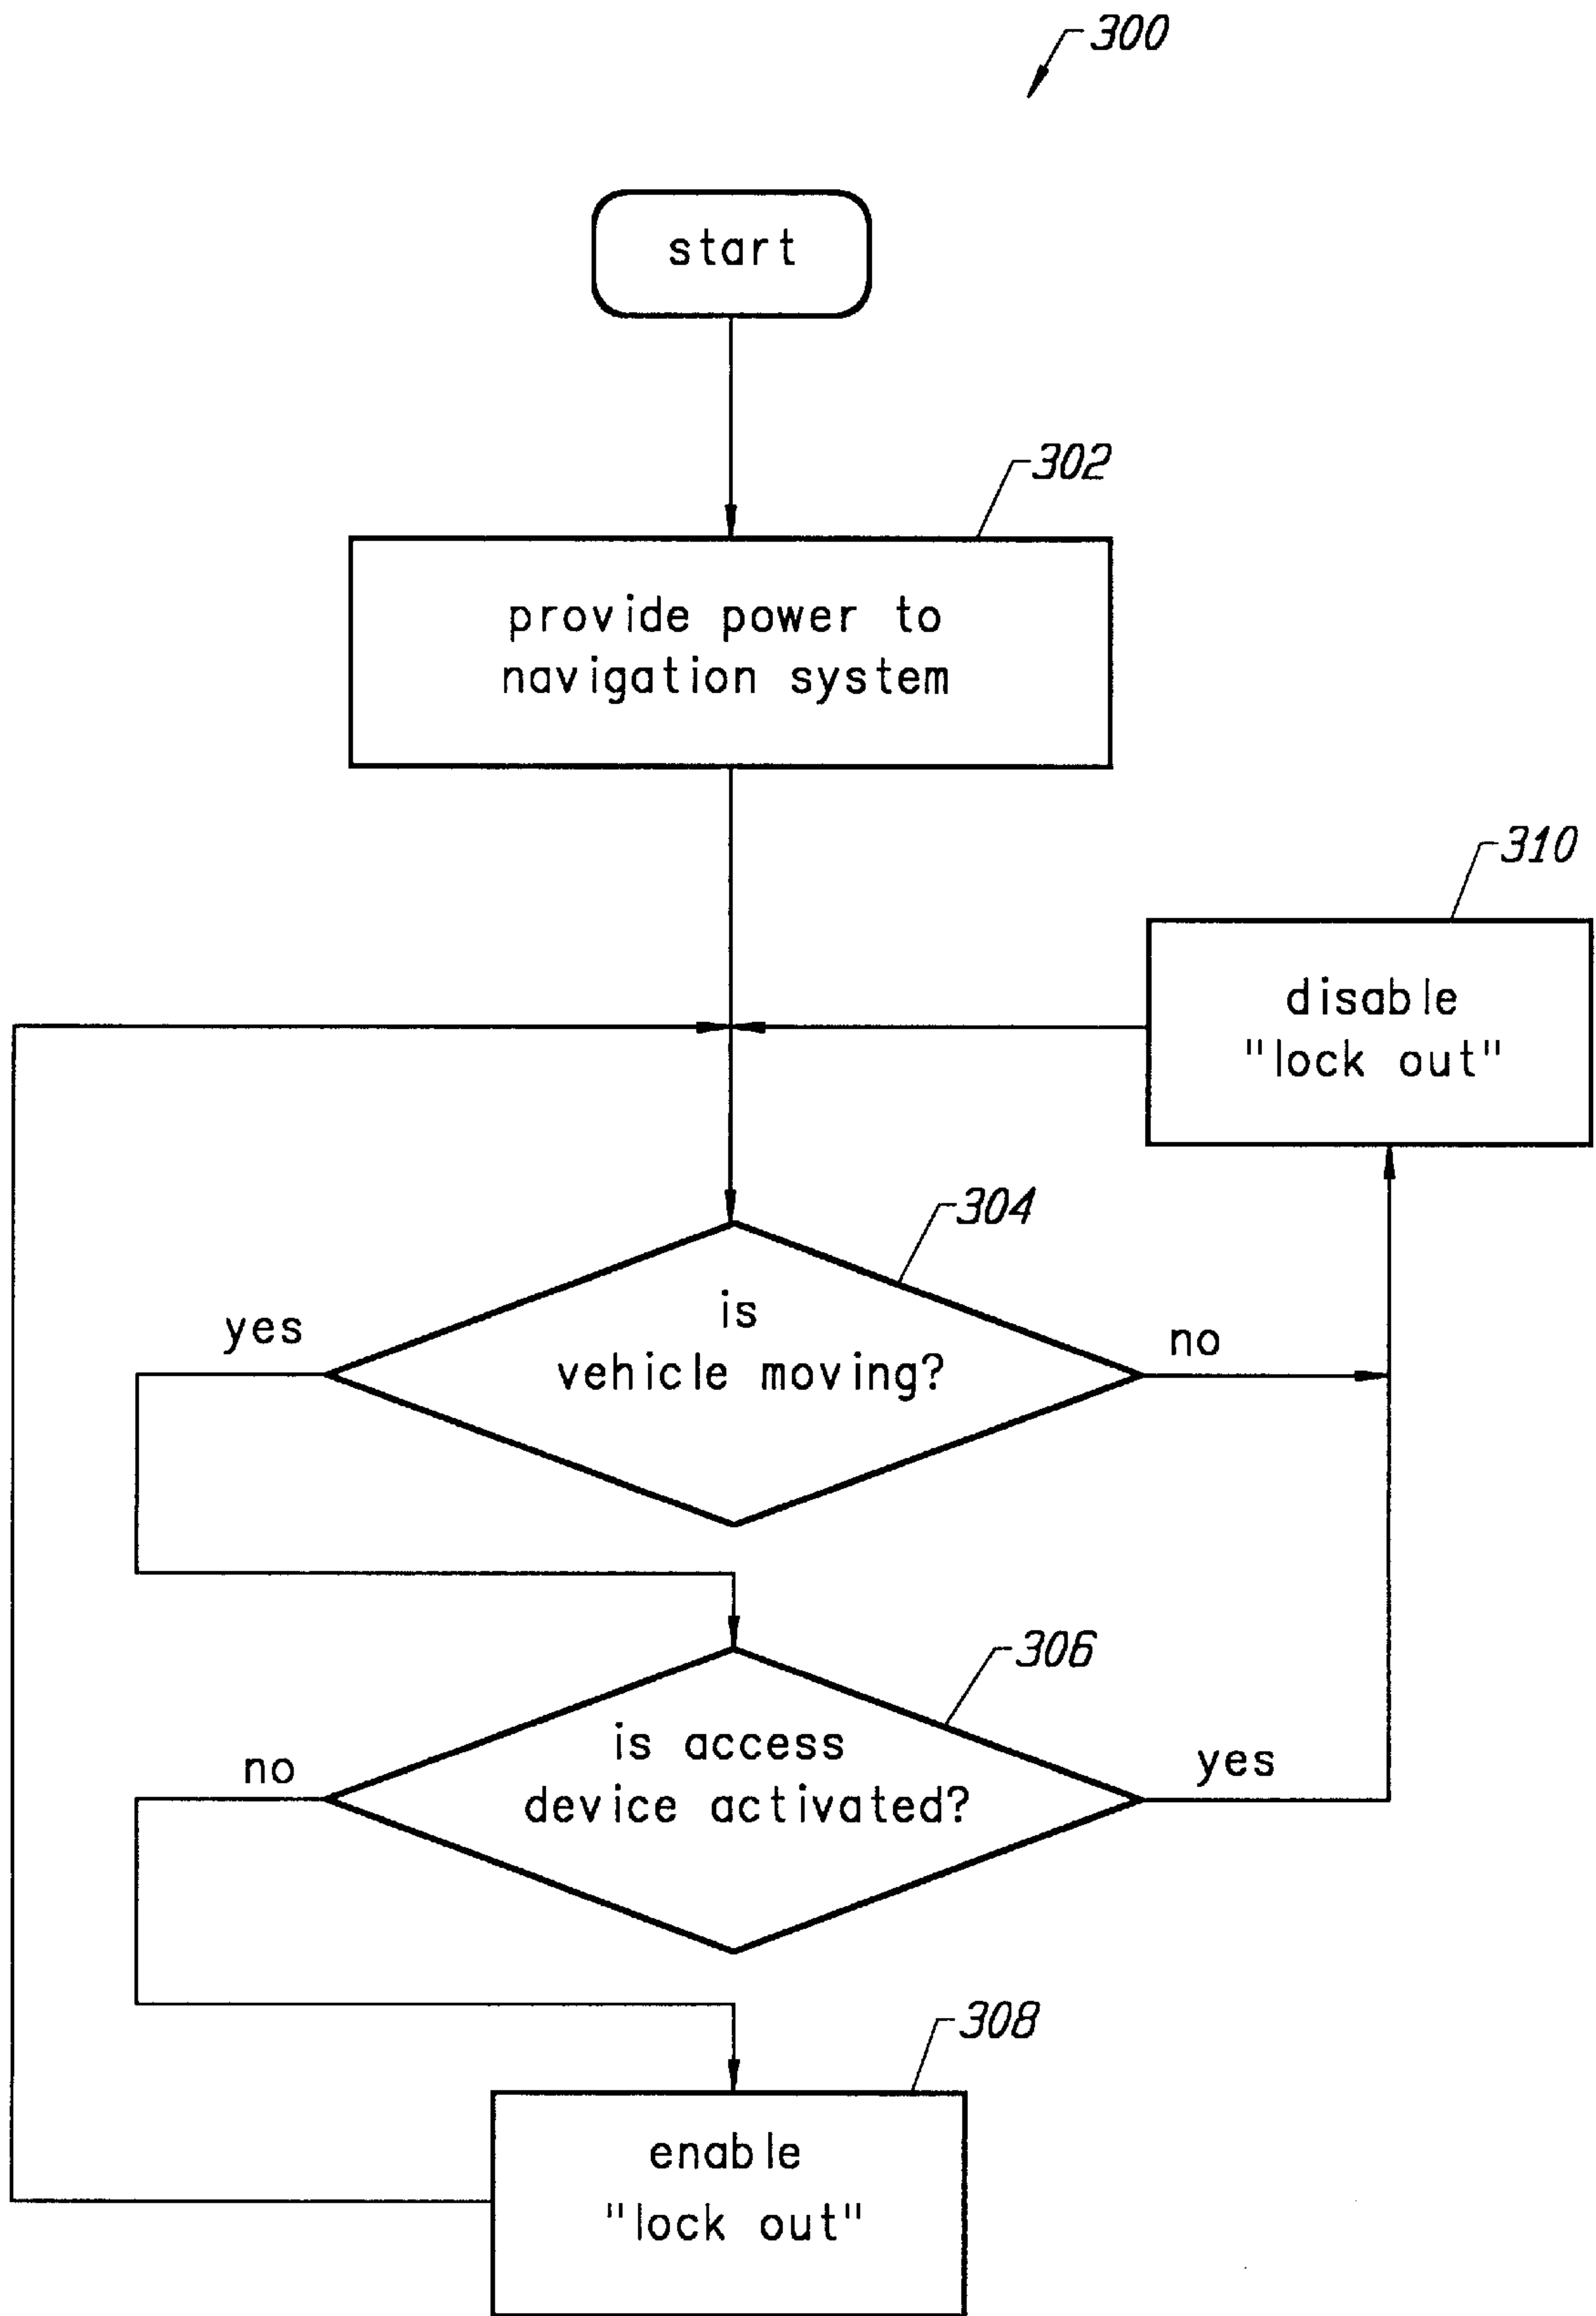 300
start
302
provide power to
navigation system
310
disable
"lock out"
304
is
vehicle moving?
yes
no
306
is access
device activated?
no
yes
308
enable
"lock out"